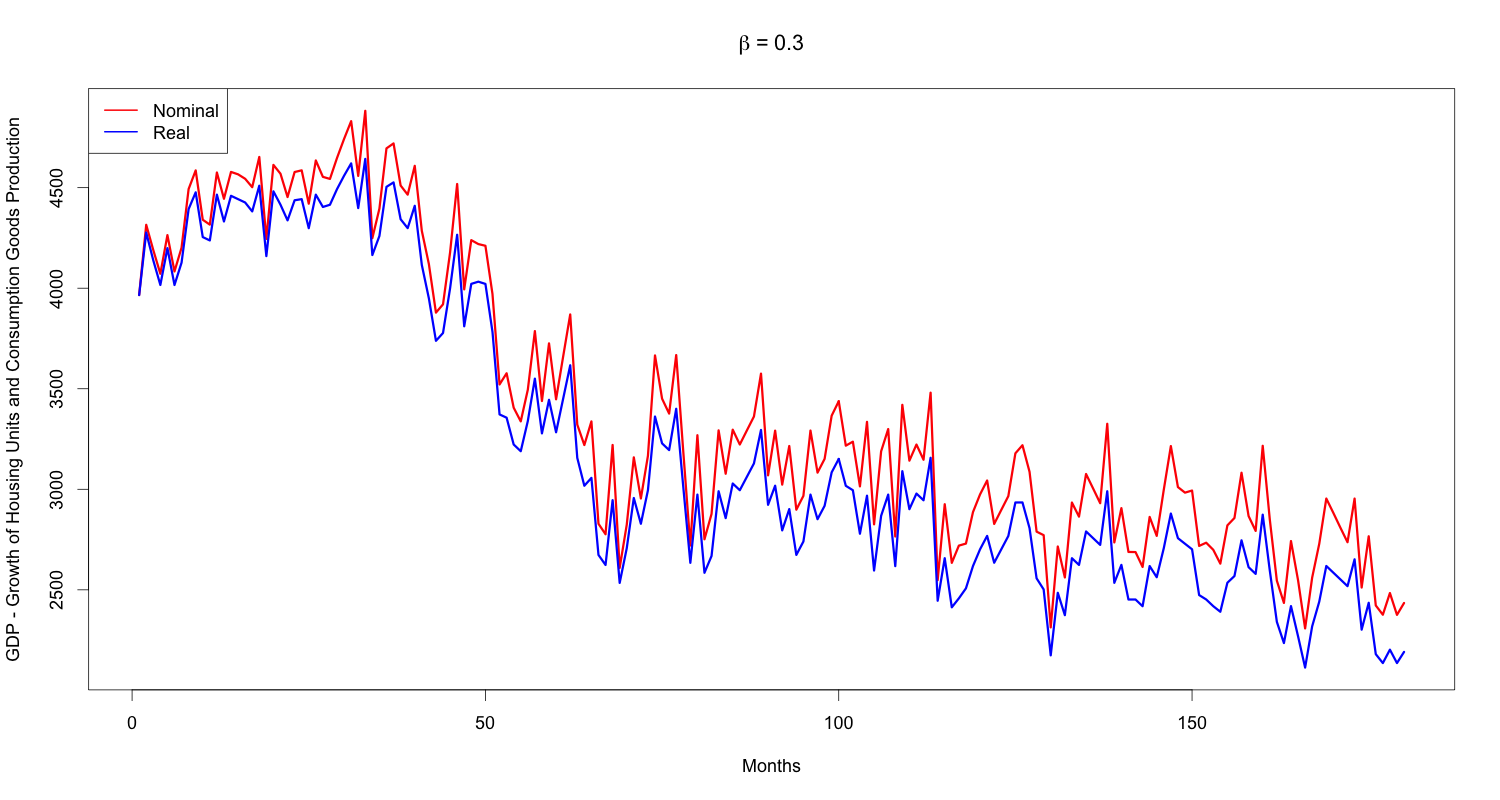 β = 0.3
Nominal
Real
GDP - Growth of Housing Units and Consumption Goods Production
4500
4000
3500
3000
2500
0 50 100 150
Months